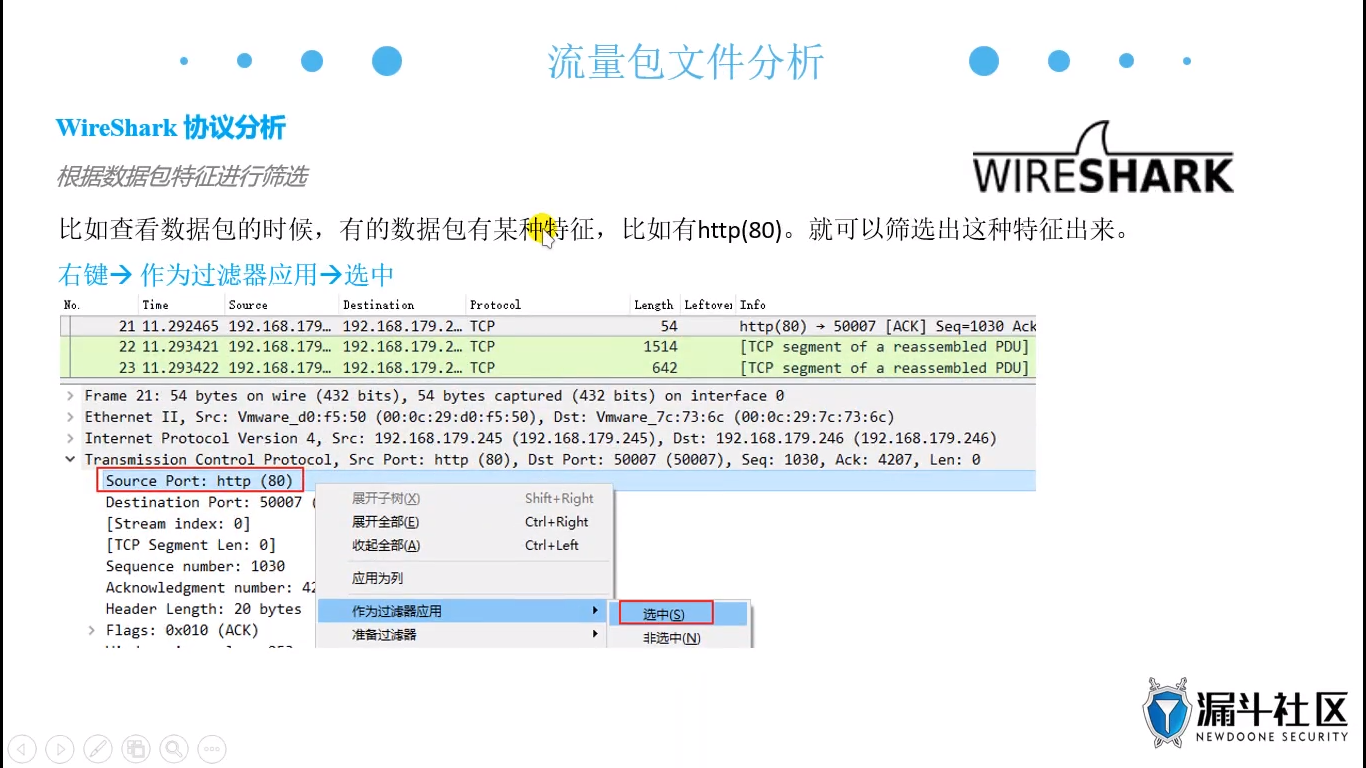 流量包文件分析
WireShark 协议分析
WIRESHARK
根据数据包特征进行筛选
比如查看数据包的时候，有的数据包有某种特征，比如有http(80)。就可以筛选出这种特征出来。
右键→ 作为过滤器应用→选中
No. Time Source Destination Protocol Length Leftover Info
21 11.292465 192.168.179… 192.168.179.2… TCP 54 http(80) → 50007 [ACK] Seq=1030 Ack
22 11.293421 192.168.179… 192.168.179.2… TCP 1514 [TCP segment of a reassembled PDU]
23 11.293422 192.168.179… 192.168.179.2… TCP 642 [TCP segment of a reassembled PDU]
Frame 21: 54 bytes on wire (432 bits), 54 bytes captured (432 bits) on interface 0
Ethernet II, Src: Vmware_d0:f5:50 (00:0c:29:d0:f5:50), Dst: Vmware_7c:73:6c (00:0c:29:7c:73:6c)
Internet Protocol Version 4, Src: 192.168.179.245 (192.168.179.245), Dst: 192.168.179.246 (192.168.179.246)
Transmission Control Protocol, Src Port: http (80), Dst Port: 50007 (50007), Seq: 1030, Ack: 4207, Len: 0
Source Port: http (80)
Destination Port: 50007 (
[Stream index: 0]
[TCP Segment Len: 0]
Sequence number: 1030
Acknowledgment number: 42
Header Length: 20 bytes
Flags: 0x010 (ACK)
展开子树(X) Shift+Right
展开全部(E) Ctrl+Right
收起全部(A) Ctrl+Left
应用为列
作为过滤器应用
准备过滤器
选中(S)
非选中(N)
漏斗社区
NEWDOONE SECURITY